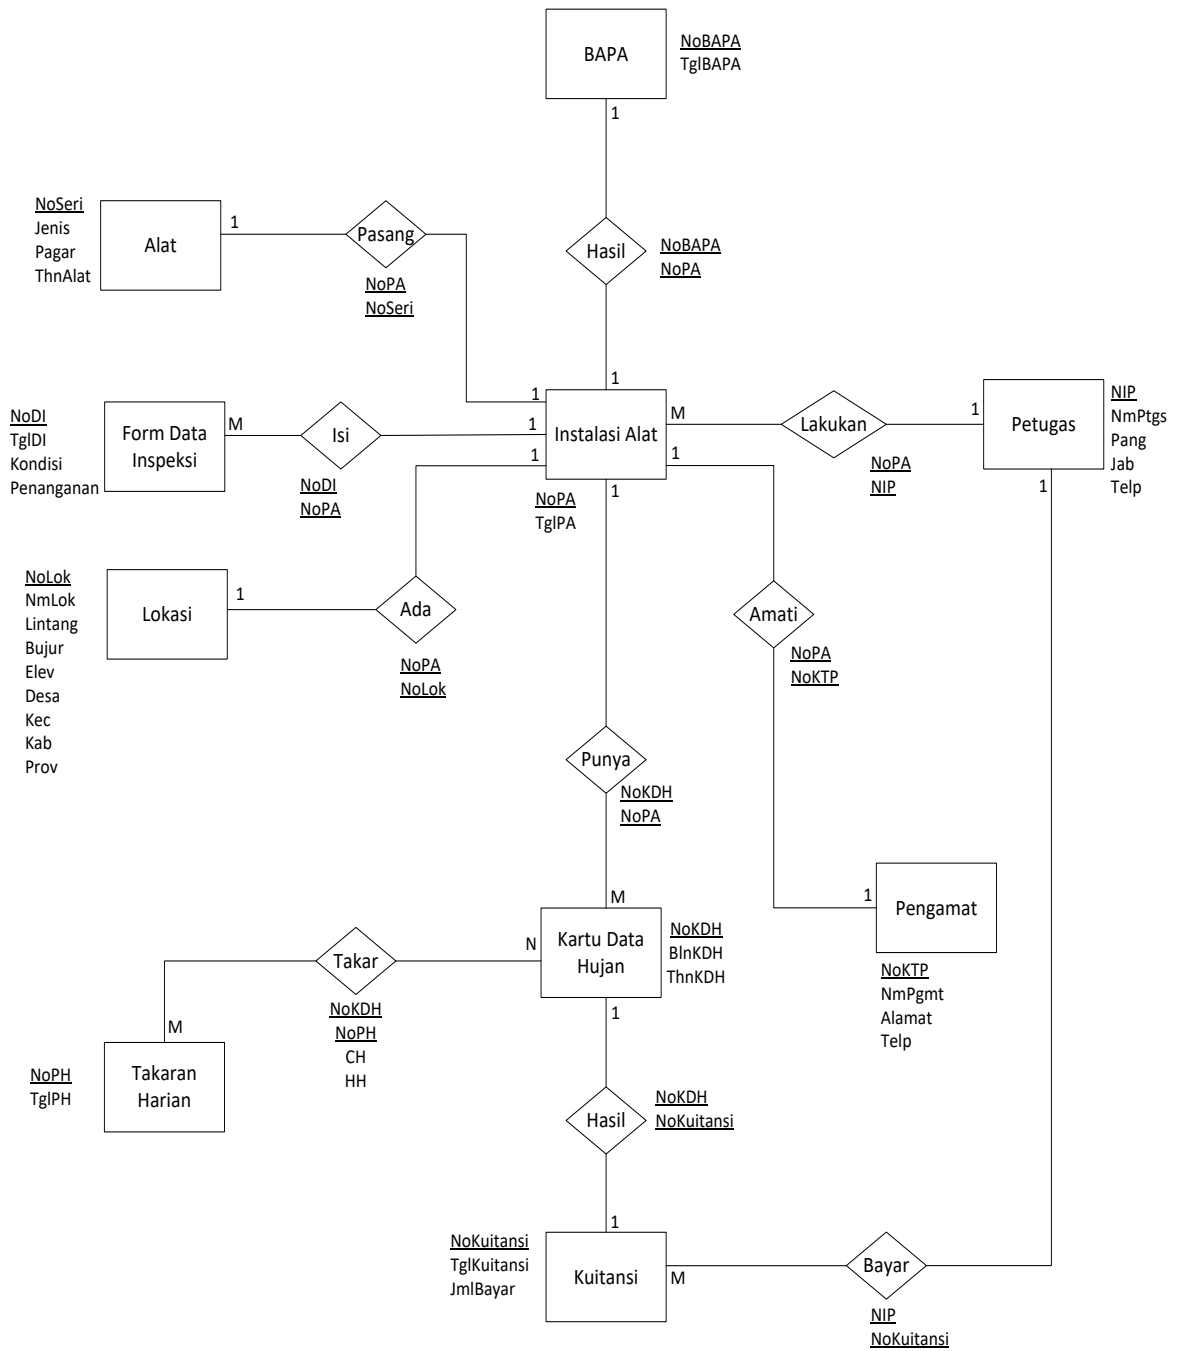 BAPA
NoBAPA
TglBAPA
1
NoSeri
Jenis
Pagar
ThnAlat
Alat
1
Pasang
NoPA
NoSeri
Hasil
NoBAPA
NoPA
1
1
NoDI
TglDI
Kondisi
Penanganan
Form Data
Inspeksi
M
Isi
NoDI
NoPA
1
1
Instalasi Alat
NoPA
TglPA
M
1
1
Lakukan
NoPA
NIP
1
Petugas
NIP
NmPtgs
Pang
Jab
Telp
1
NoLok
NmLok
Lintang
Bujur
Elev
Desa
Kec
Kab
Prov
Lokasi
1
Ada
NoPA
NoLok
Amati
NoPA
NoKTP
Punya
NoKDH
NoPA
M
1
Pengamat
NoKTP
NmPgmt
Alamat
Telp
N
Kartu Data
Hujan
NoKDH
BlnKDH
ThnKDH
1
Takar
NoKDH
NoPH
CH
HH
M
NoPH
TglPH
Takaran
Harian
Hasil
NoKDH
NoKuitansi
1
NoKuitansi
TglKuitansi
JmlBayar
Kuitansi
M
Bayar
NIP
NoKuitansi